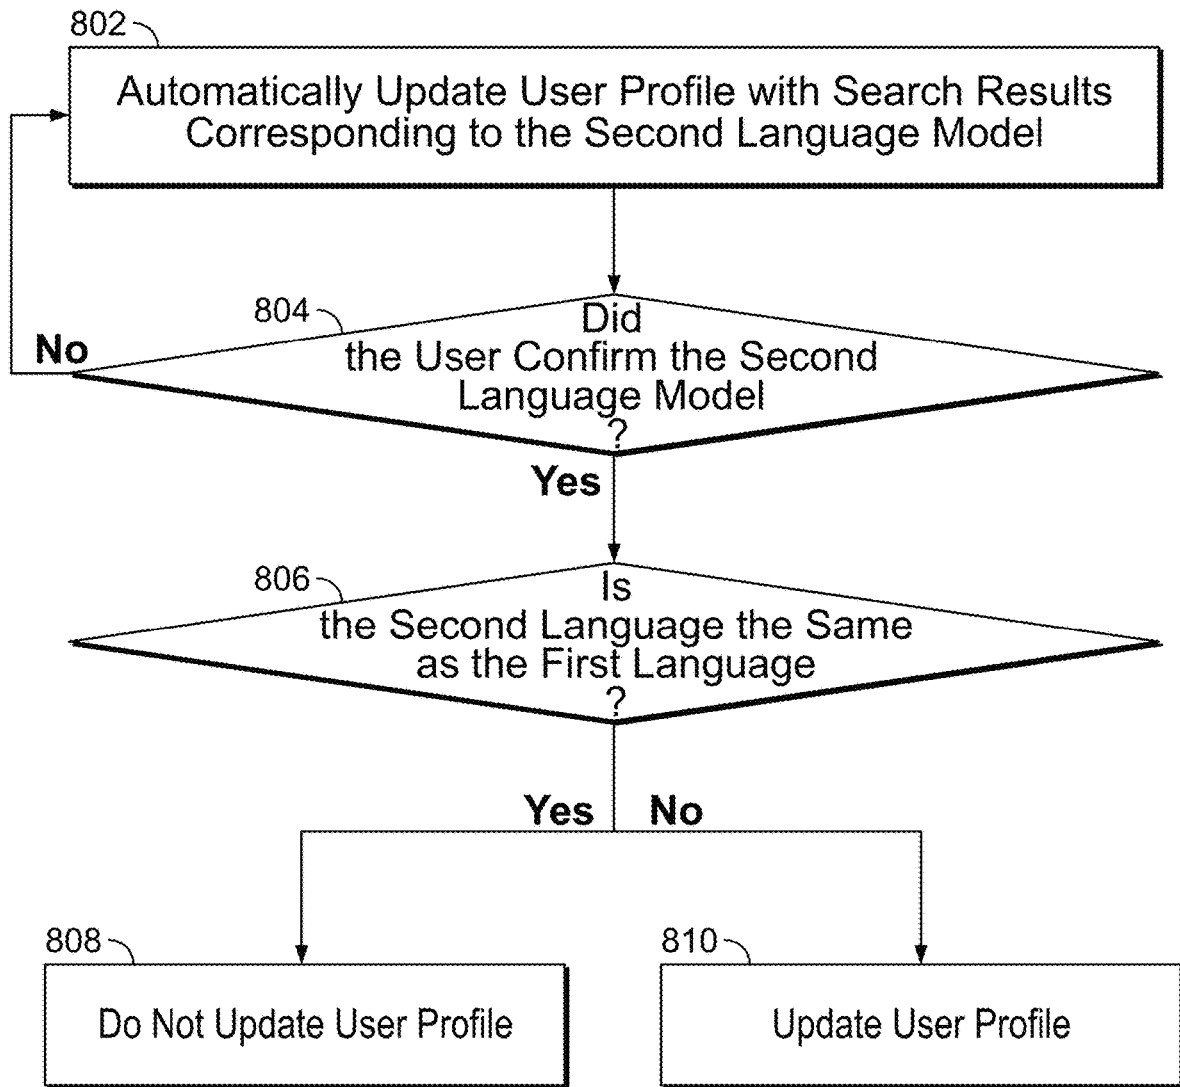 802
Automatically Update User Profile with Search Results
Corresponding to the Second Language Model
804
Did
the User Confirm the Second
Language Model
?
No
Yes
806
Is
the Second Language the Same
as the First Language
?
Yes
No
808
Do Not Update User Profile
810
Update User Profile